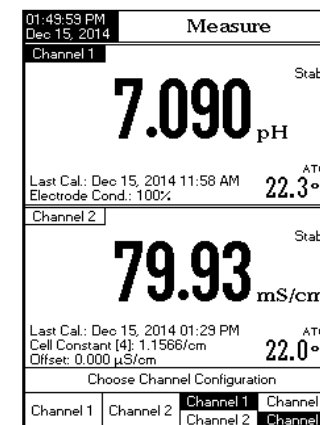 01:49:59 PM
Dec 15, 2014
Measure
Channel 1
Stab
7.090 pH
Last Cal.: Dec 15, 2014 11:58 AM
Electrode Cond.: 100%
ATC
22.3°
Channel 2
Stab
79.93 mS/cm
Last Cal.: Dec 15, 2014 01:29 PM
Cell Constant [4]: 1.1566/cm
Offset: 0.000 µS/cm
ATC
22.0°
Choose Channel Configuration
Channel 1 Channel 2 Channel 1 Channel
Channel 2 Channel